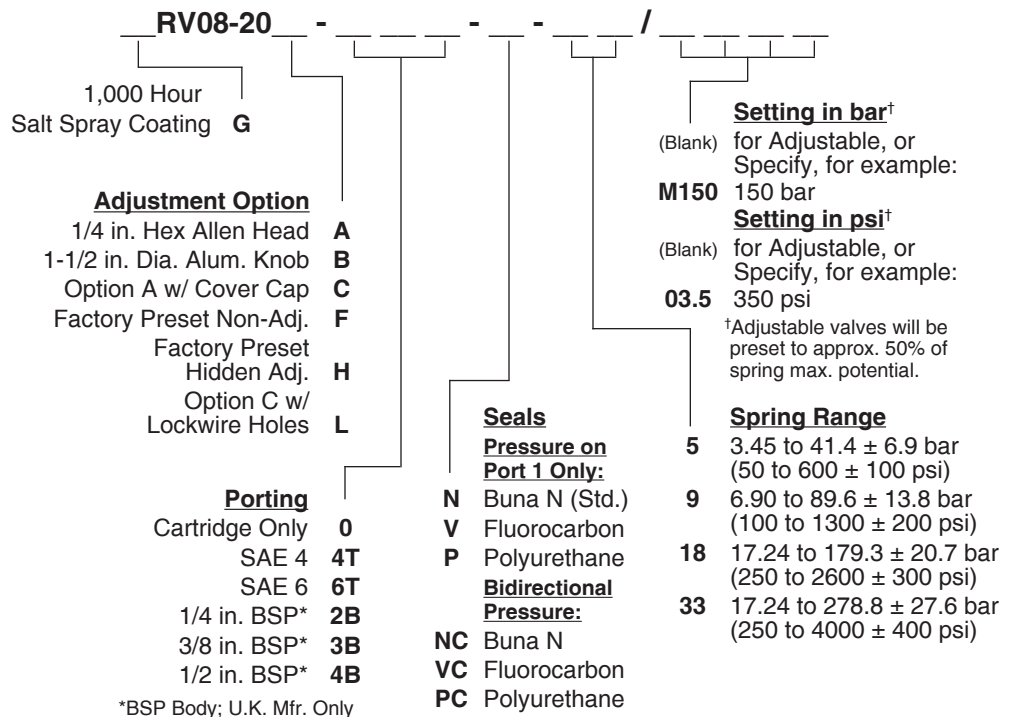 __RV08-20__ - __ __ __ - __ - __ __ / __ __ __ __
1,000 Hour
Salt Spray Coating G
Adjustment Option
1/4 in. Hex Allen Head A
1-1/2 in. Dia. Alum. Knob B
Option A w/ Cover Cap C
Factory Preset Non-Adj. F
Factory Preset
Hidden Adj. H
Option C w/
Lockwire Holes L
Porting
Cartridge Only 0
SAE 4 4T
SAE 6 6T
1/4 in. BSP* 2B
3/8 in. BSP* 3B
1/2 in. BSP* 4B
*BSP Body; U.K. Mfr. Only
Seals
Pressure on
Port 1 Only:
N Buna N (Std.)
V Fluorocarbon
P Polyurethane
Bidirectional
Pressure:
NC Buna N
VC Fluorocarbon
PC Polyurethane
Setting in bar†
(Blank) for Adjustable, or
Specify, for example:
M150 150 bar
Setting in psi†
(Blank) for Adjustable, or
Specify, for example:
03.5 350 psi
†Adjustable valves will be
preset to approx. 50% of
spring max. potential.
Spring Range
5 3.45 to 41.4 ± 6.9 bar
(50 to 600 ± 100 psi)
9 6.90 to 89.6 ± 13.8 bar
(100 to 1300 ± 200 psi)
18 17.24 to 179.3 ± 20.7 bar
(250 to 2600 ± 300 psi)
33 17.24 to 278.8 ± 27.6 bar
(250 to 4000 ± 400 psi)